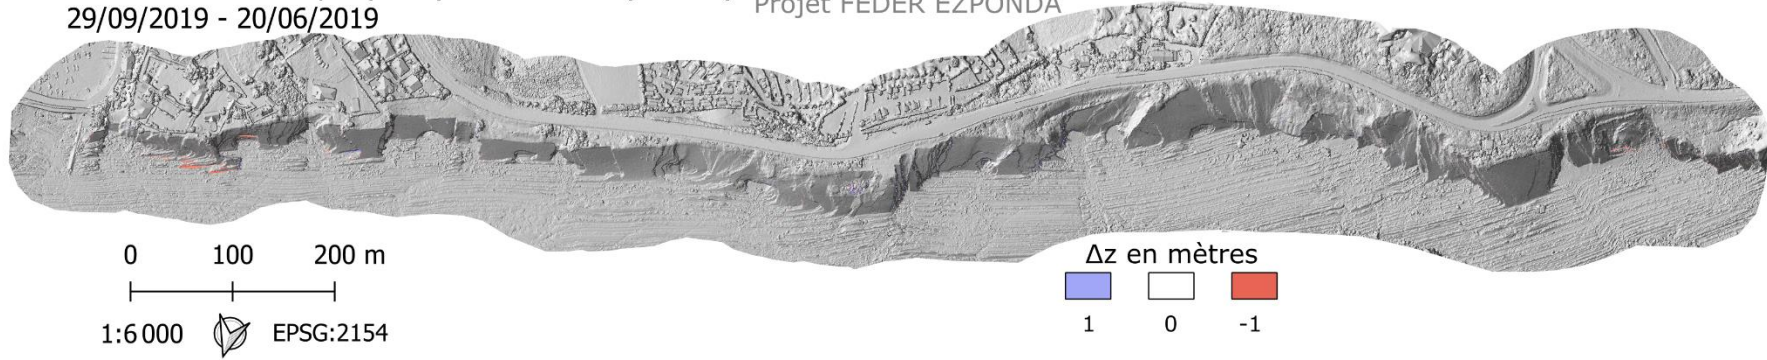 Projet FEDER EZPONDA
29/09/2019 - 20/06/2019
0 100 200 m
1:6 000 EPSG:2154
Δz en mètres
1 0 -1